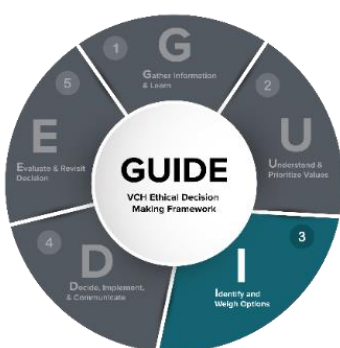 1
G
Gather Information
& Learn
2
U
Understand &
Prioritize Values
3
I
Identify and
Weigh Options
4
D
Decide, Implement,
& Communicate
5
E
Evaluate & Revisit
Decision
GUIDE
VCH Ethical Decision
Making Framework